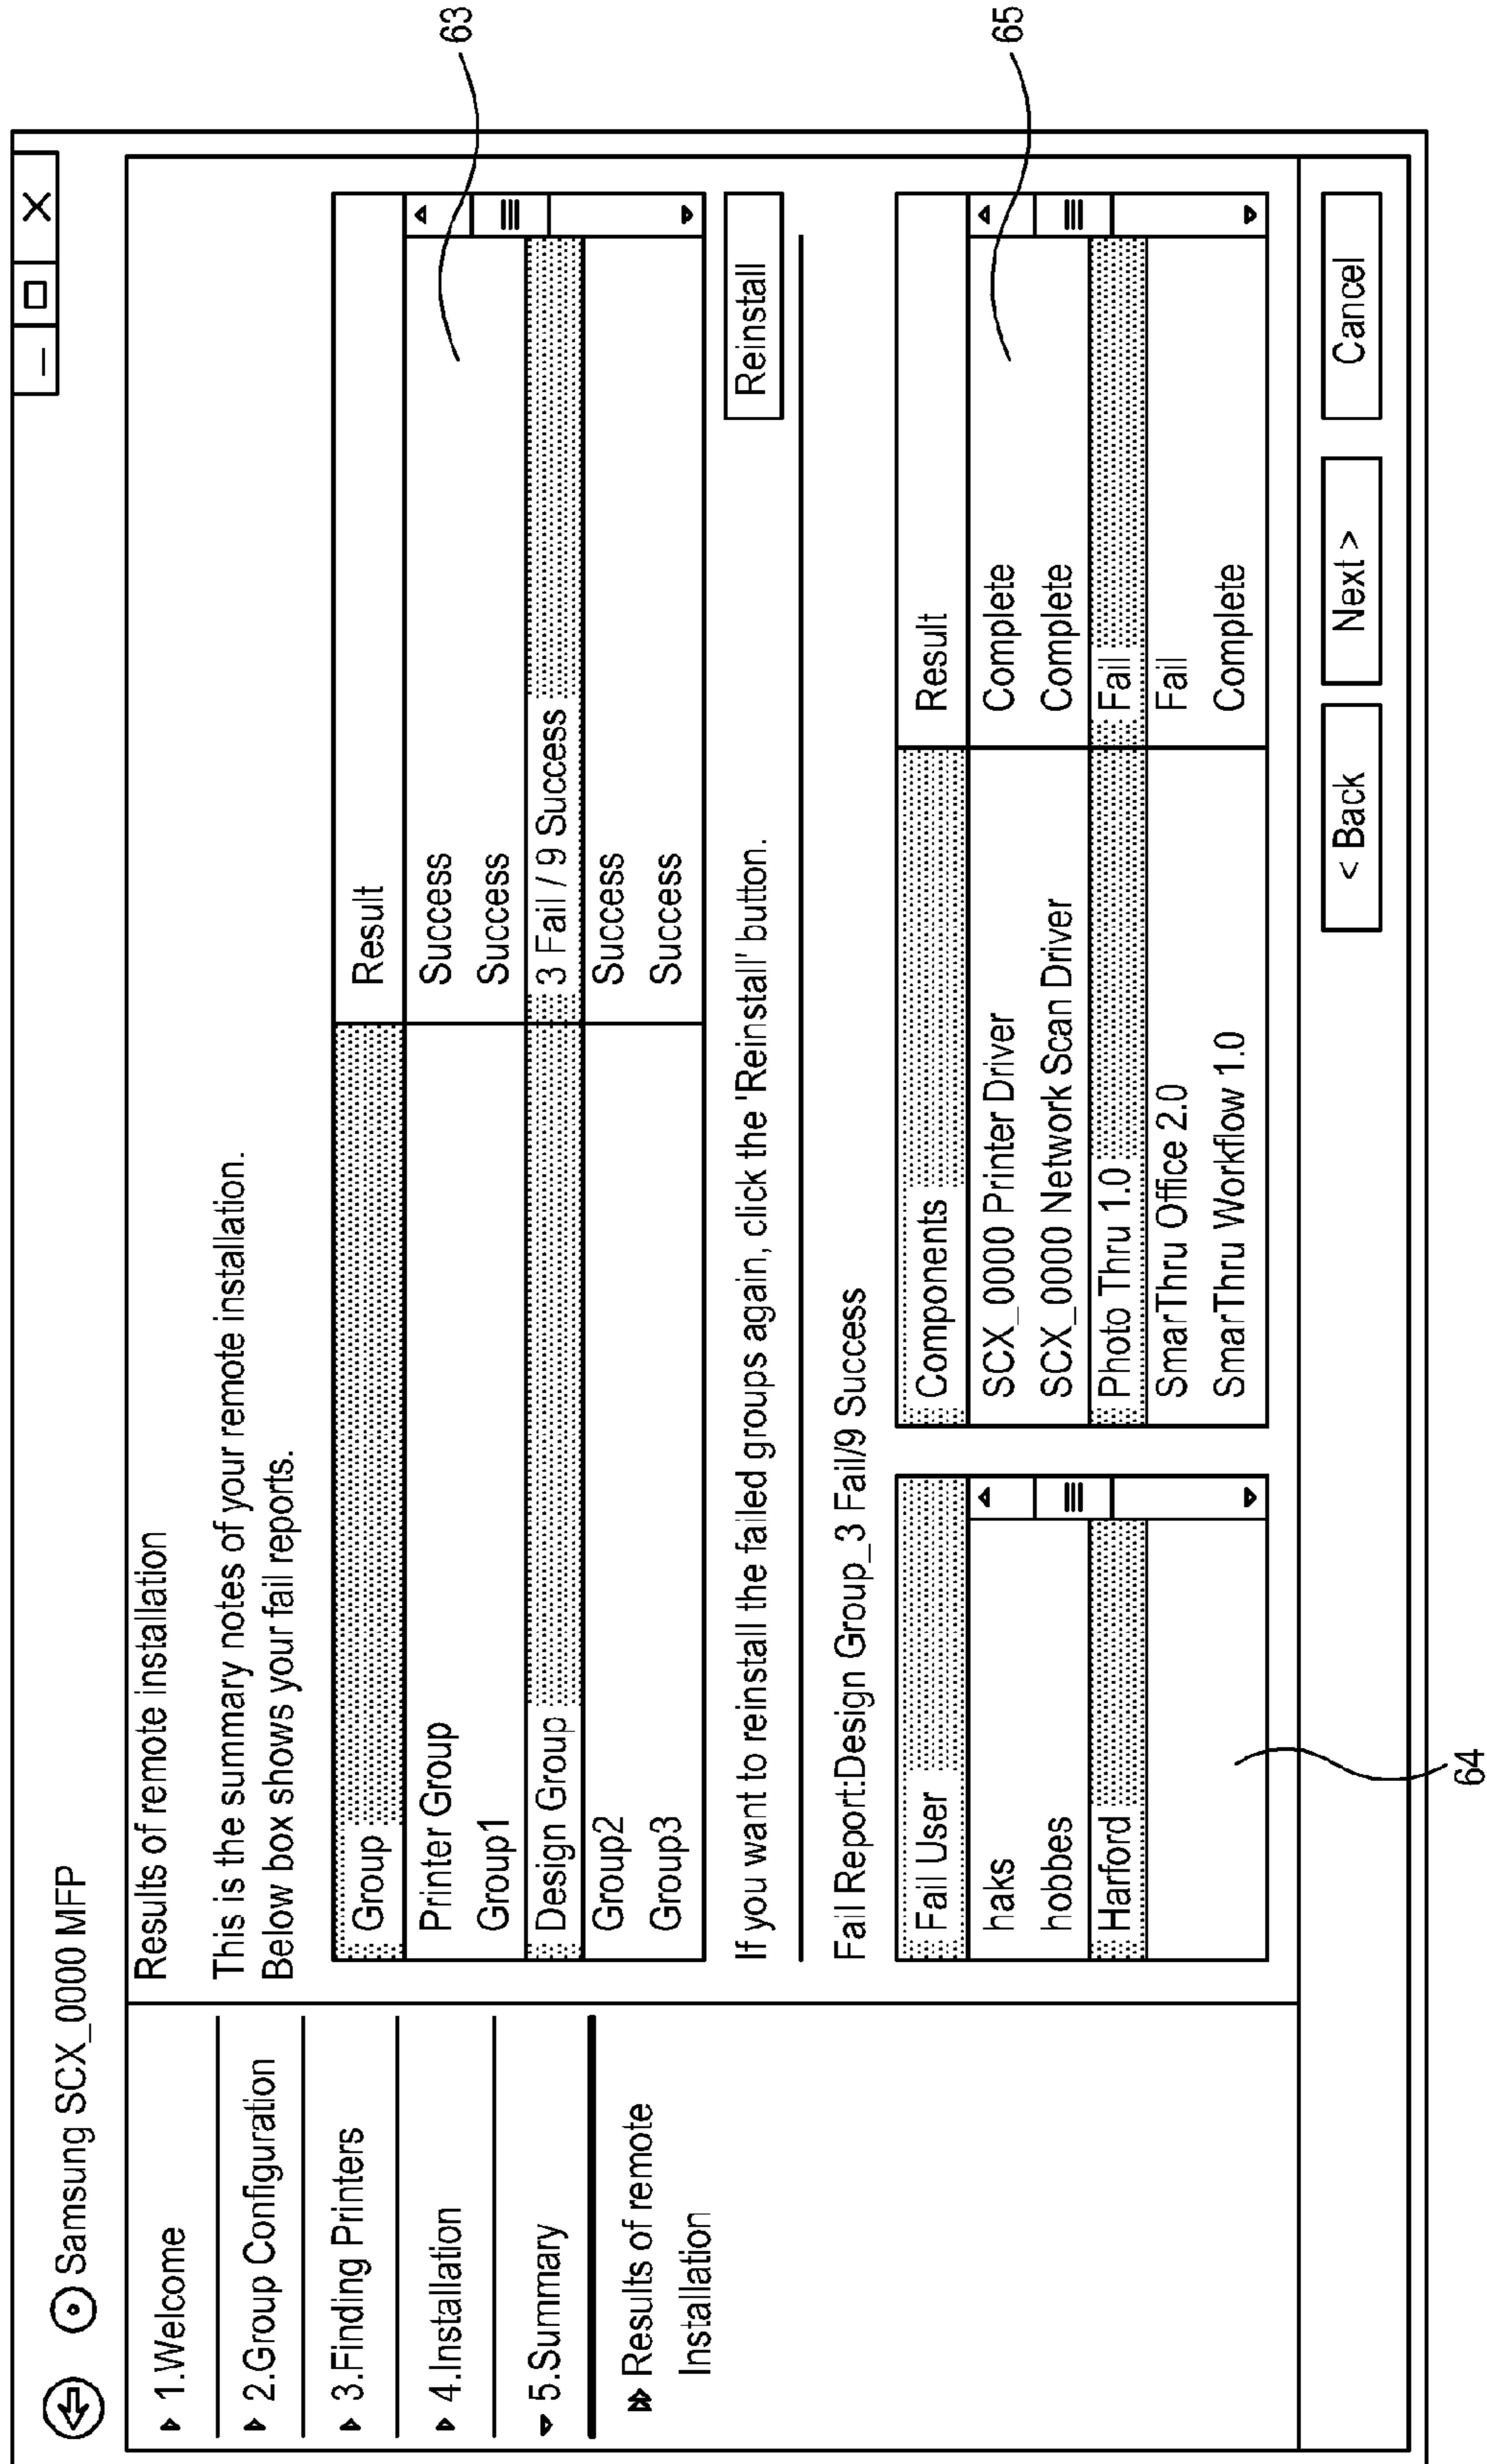 Samsung SCX_0000 MFP
_ □ X
1.Welcome
2.Group Configuration
3.Finding Printers
4.Installation
5.Summary
Results of remote
Installation
Results of remote installation
This is the summary notes of your remote installation.
Below box shows your fail reports.
Group Result
Printer Group Success
Group1 Success
Design Group 3 Fail / 9 Success
Group2 Success
Group3 Success
63
If you want to reinstall the failed groups again, click the 'Reinstall' button.
Reinstall
Fail Report:Design Group_3 Fail/9 Success
Fail User
haks
hobbes
Harford
64
Components Result
SCX_0000 Printer Driver Complete
SCX_0000 Network Scan Driver Complete
Photo Thru 1.0 Fail
SmarThru Office 2.0 Fail
SmarThru Workflow 1.0 Complete
65
< Back Next > Cancel